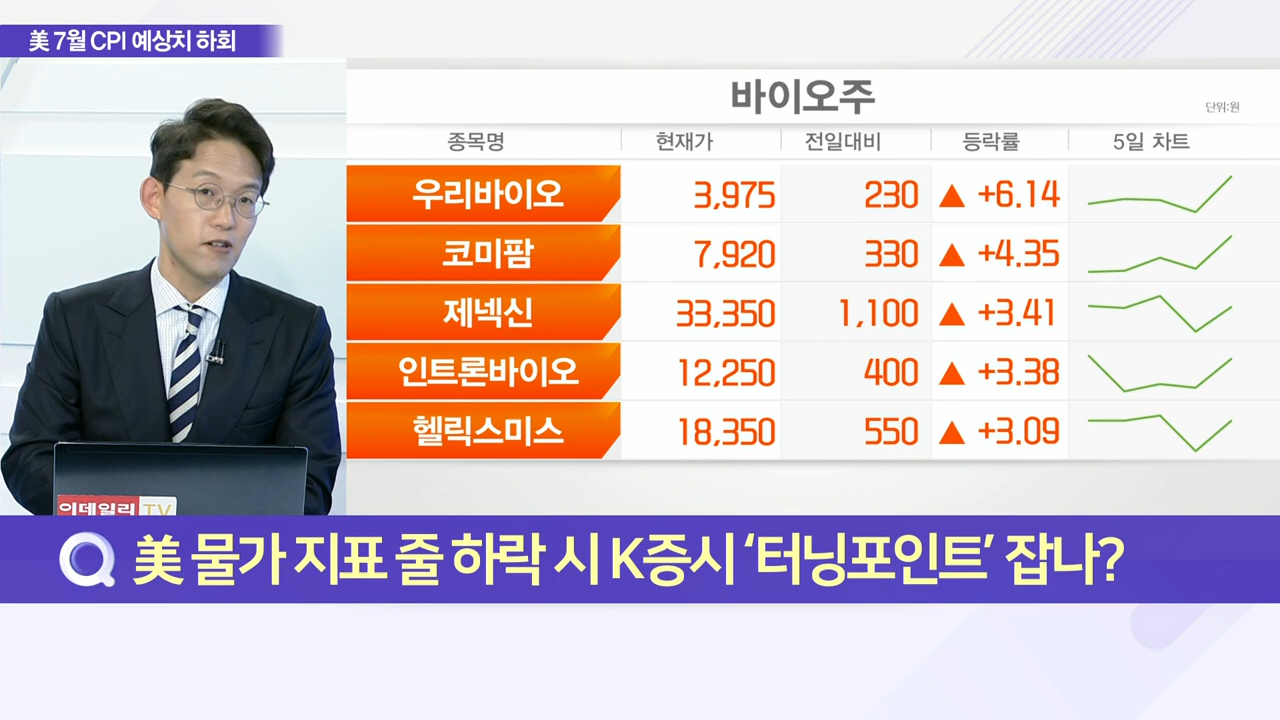 美 7월 CPI 예상치 하회
바이오주
단위:원
종목명 현재가 전일대비 등락률 5일 차트
우리바이오 3,975 230 ▲ +6.14
코미팜 7,920 330 ▲ +4.35
제넥신 33,350 1,100 ▲ +3.41
인트론바이오 12,250 400 ▲ +3.38
헬릭스미스 18,350 550 ▲ +3.09
이데일리 TV
Q 美 물가 지표 줄 하락 시 K증시 ‘터닝포인트’ 잡나?